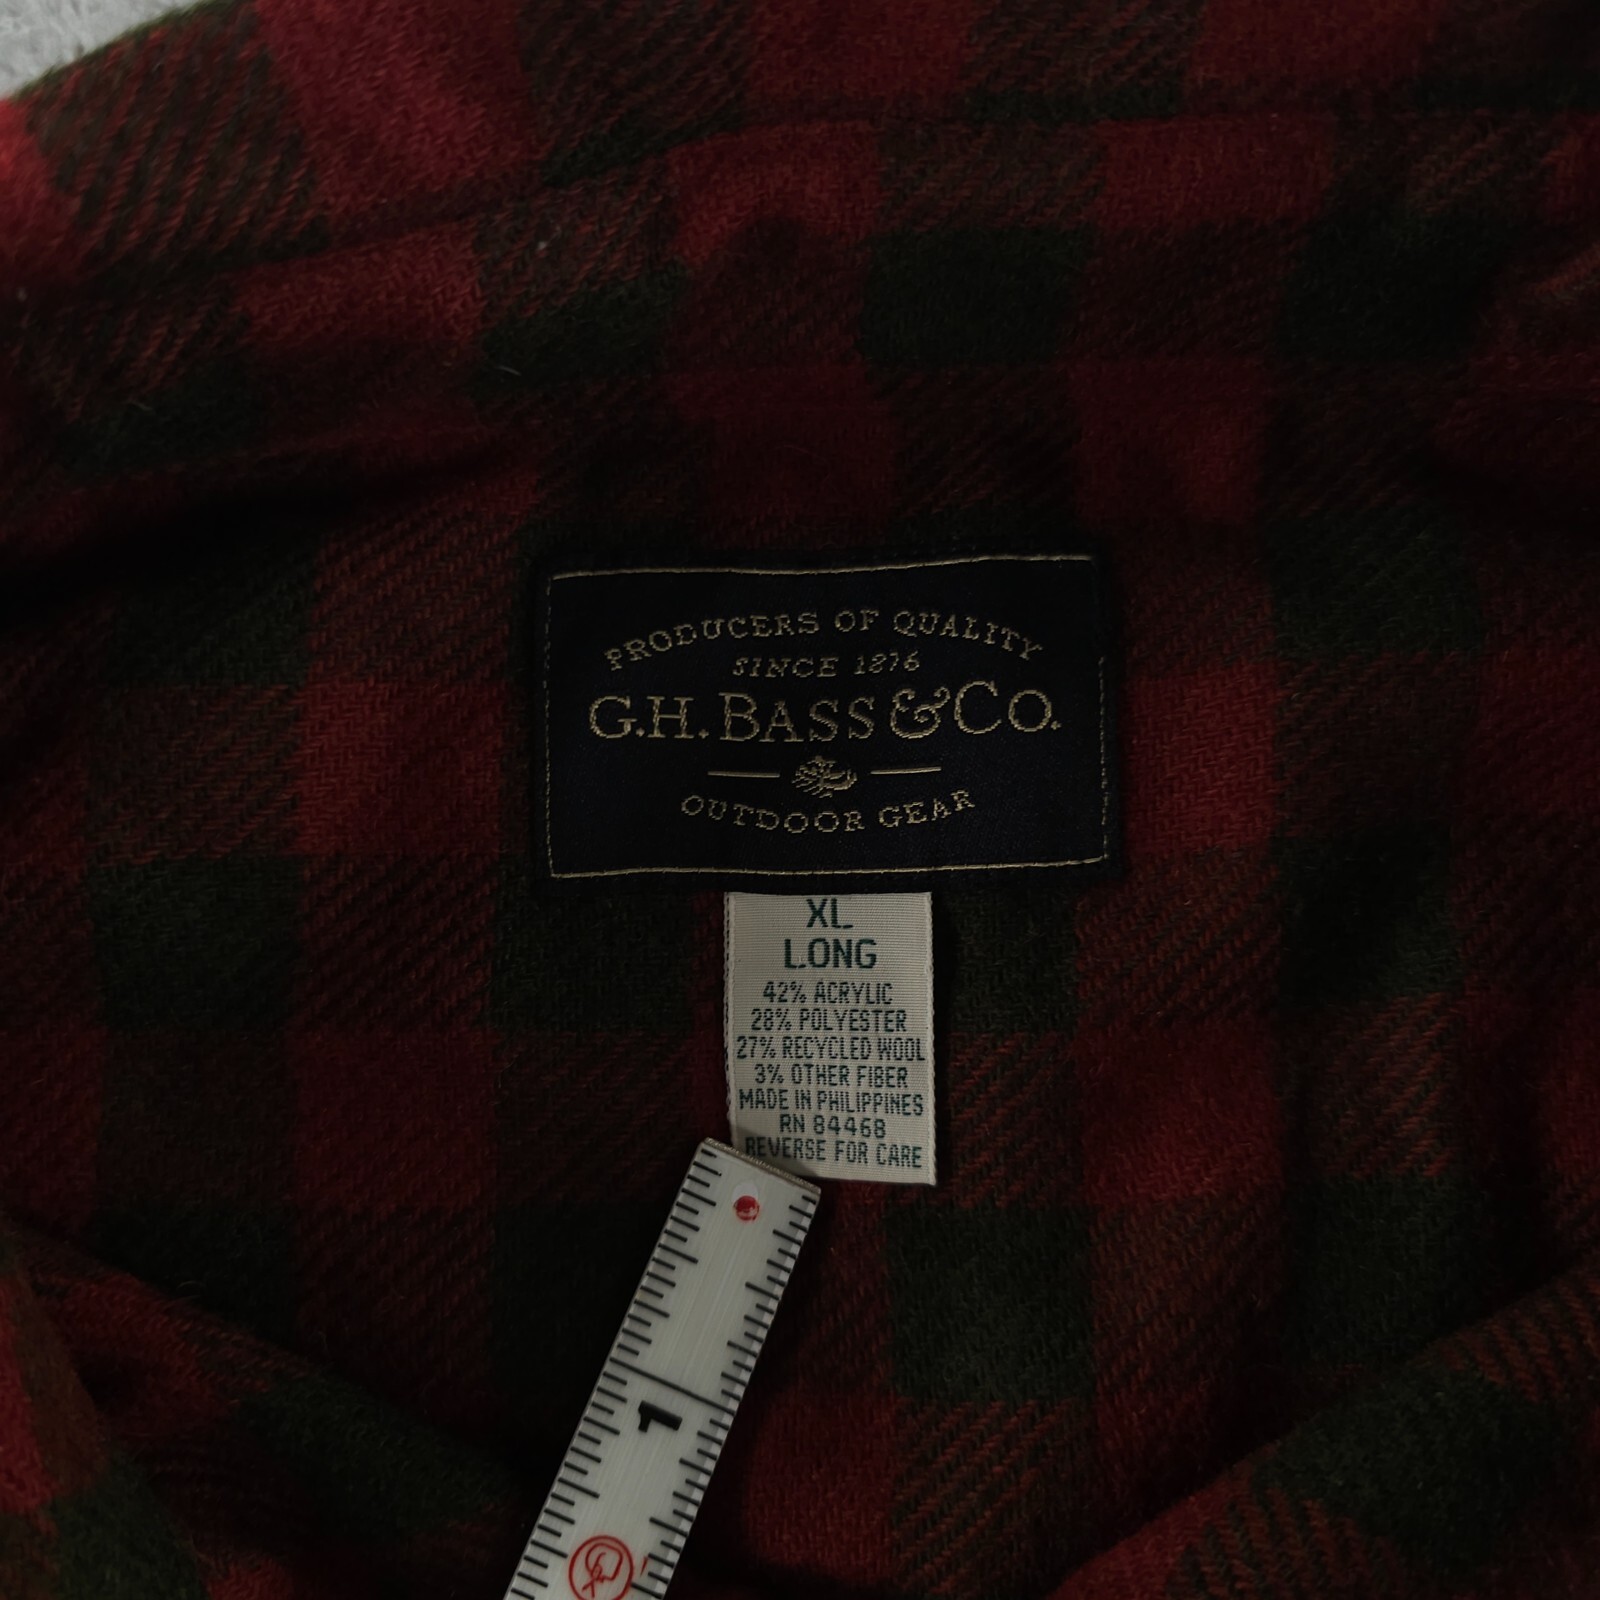 PRODUCERS OF QUALITY
SINCE 1876
G.H. BASS & CO.
OUTDOOR GEAR
XL
LONG
42% ACRYLIC
28% POLYESTER
27% RECYCLED WOOL
3% OTHER FIBER
MADE IN PHILIPPINES
RN 84468
REVERSE FOR CARE
1